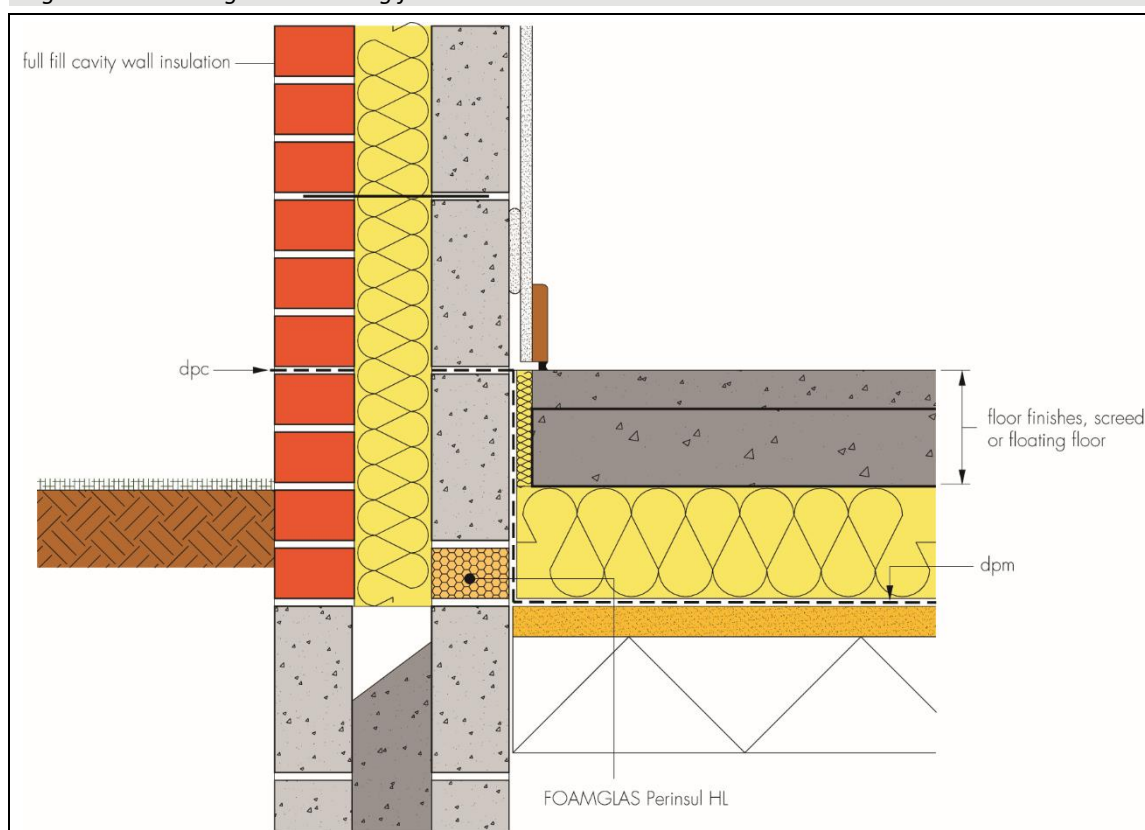 full fill cavity wall insulation
dpc
floor finishes, screed
or floating floor
dpm
FOAMGLAS Perinsul HL